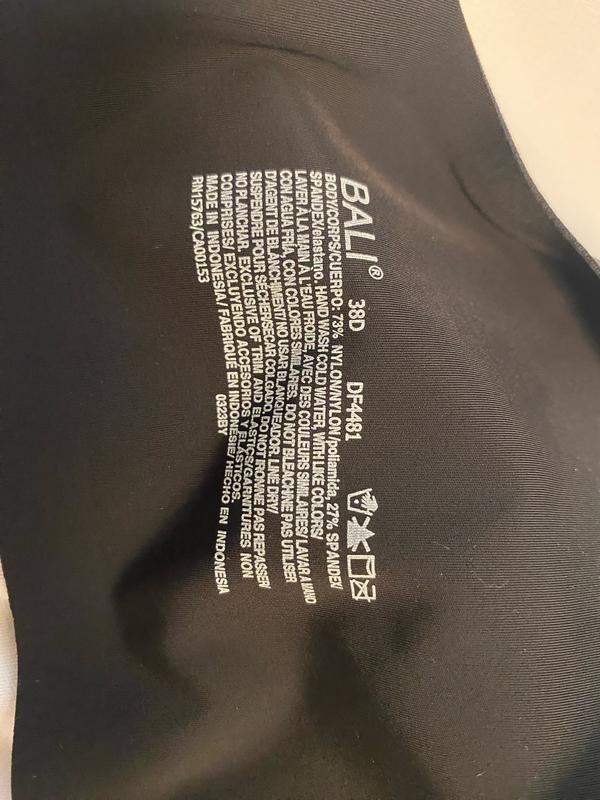 BALI® 38D DF4481
BODY/CORPS/CUERPO: 73% NYLON/NYLON/poliamida, 27% SPANDEX/
SPANDEX/elastano. HAND WASH COLD WATER, WITH LIKE COLORS/
LAVER À LA MAIN À L'EAU FROIDE, AVEC DES COULEURS SIMILAIRES/ LAVAR A MANO
CON AGUA FRÍA, CON COLORES SIMILARES. DO NOT BLEACH/NE PAS UTILISER
D'AGENT DE BLANCHIMENT/NO USAR BLANQUEADOR. LINE DRY/
SUSPENDRE POUR SÉCHER/SECAR COLGADO. DO NOT IRON/NE PAS REPASSER/
NO PLANCHAR. EXCLUSIVE OF TRIM AND ELASTICS/GARNITURES NON
COMPRISES/ EXCLUYENDO ACCESORIOS Y ELÁSTICOS.
MADE IN INDONESIA/ FABRIQUÉ EN INDONÉSIE/ HECHO EN INDONESIA
RN15763/CA00153 0323BY